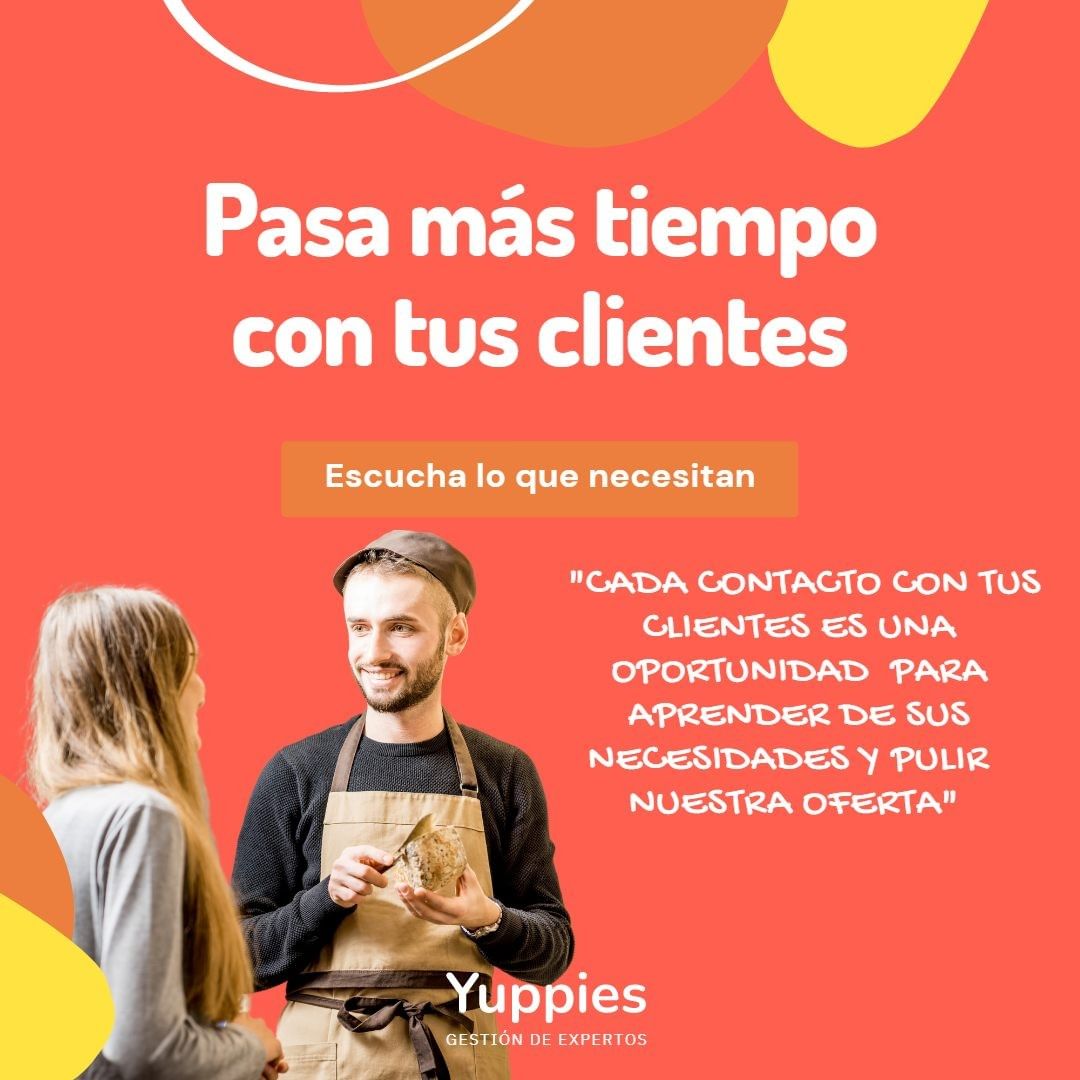 Pasa más tiempo
con tus clientes
Escucha lo que necesitan
"CADA CONTACTO CON TUS
CLIENTES ES UNA
OPORTUNIDAD PARA
APRENDER DE SUS
NECESIDADES Y PULIR
NUESTRA OFERTA"
Yuppies
GESTIÓN DE EXPERTOS